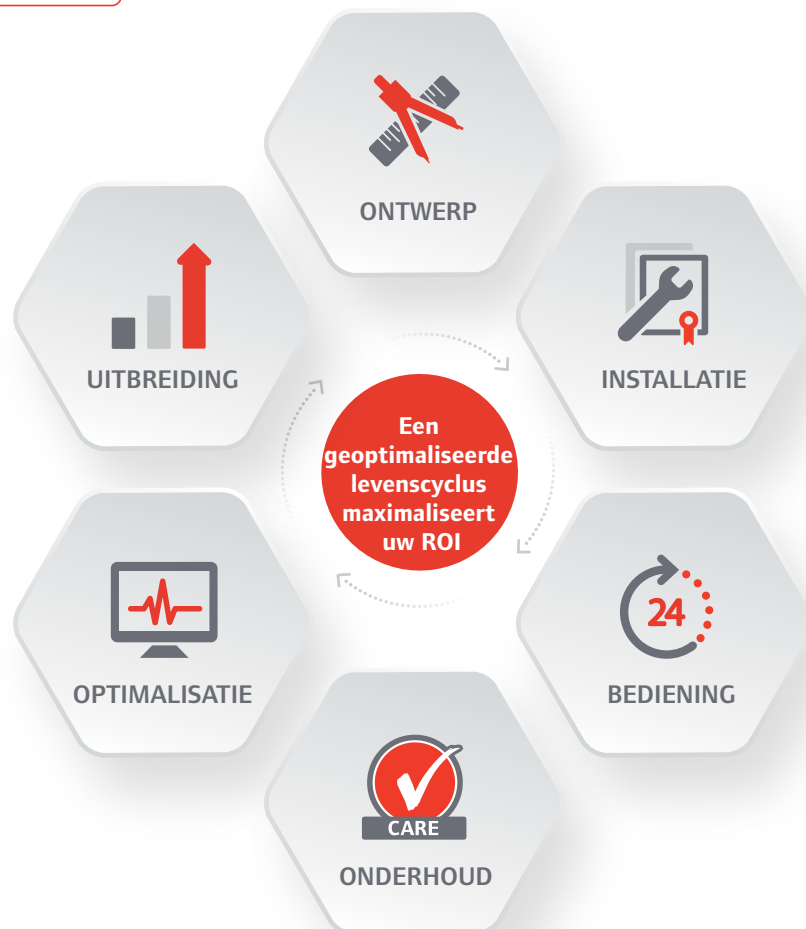 ONTWERP
INSTALLATIE
UITBREIDING
Een
geoptimaliseerde
levenscyclus
maximaliseert
uw ROI
24
BEDIENING
OPTIMALISATIE
CARE
ONDERHOUD